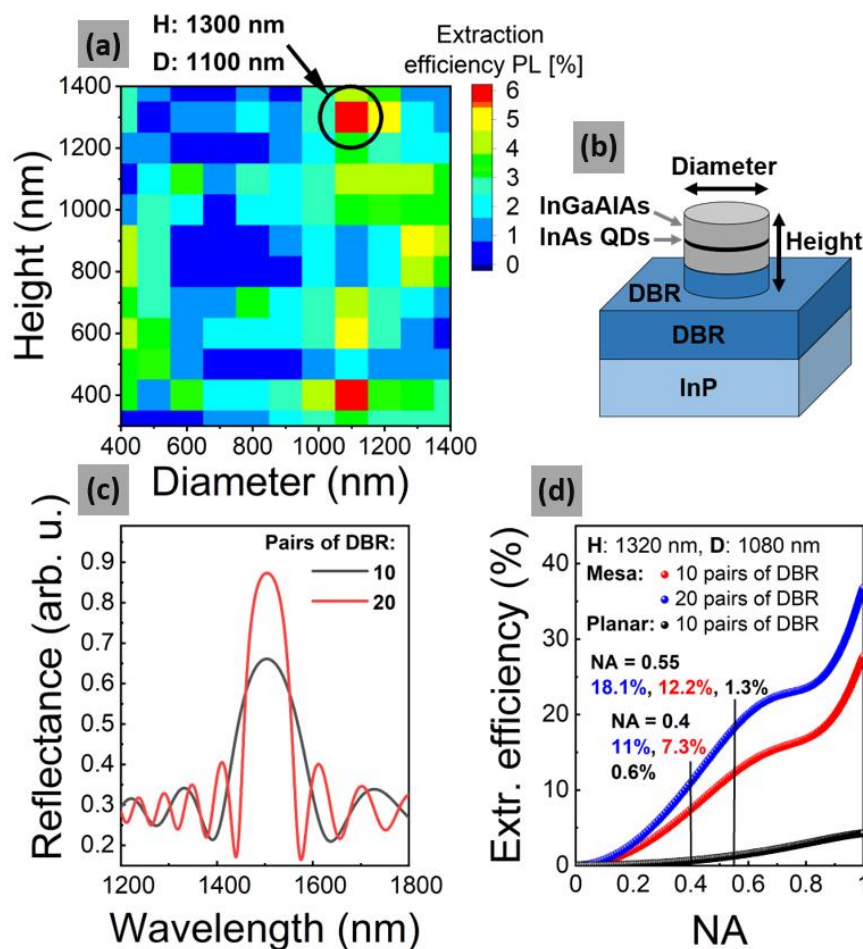 (a)
H: 1300 nm
D: 1100 nm
Extraction
efficiency PL [%]
1400
1200
1000
800
600
400
Height (nm)
400 600 800 1000 1200 1400
Diameter (nm)
6
5
4
3
2
1
0
(b)
Diameter
InGaAlAs
InAs QDs
Height
DBR
DBR
InP
(c)
Reflectance (arb. u.)
0.9
0.8
0.7
0.6
0.5
0.4
0.3
0.2
Pairs of DBR:
10
20
1200 1400 1600 1800
Wavelength (nm)
(d)
Extr. efficiency (%)
40
30
20
10
0
H: 1320 nm, D: 1080 nm
Mesa: 10 pairs of DBR
20 pairs of DBR
Planar: 10 pairs of DBR
NA = 0.55
18.1%, 12.2%, 1.3%
NA = 0.4
11%, 7.3%
0.6%
0 0.2 0.4 0.6 0.8 1
NA